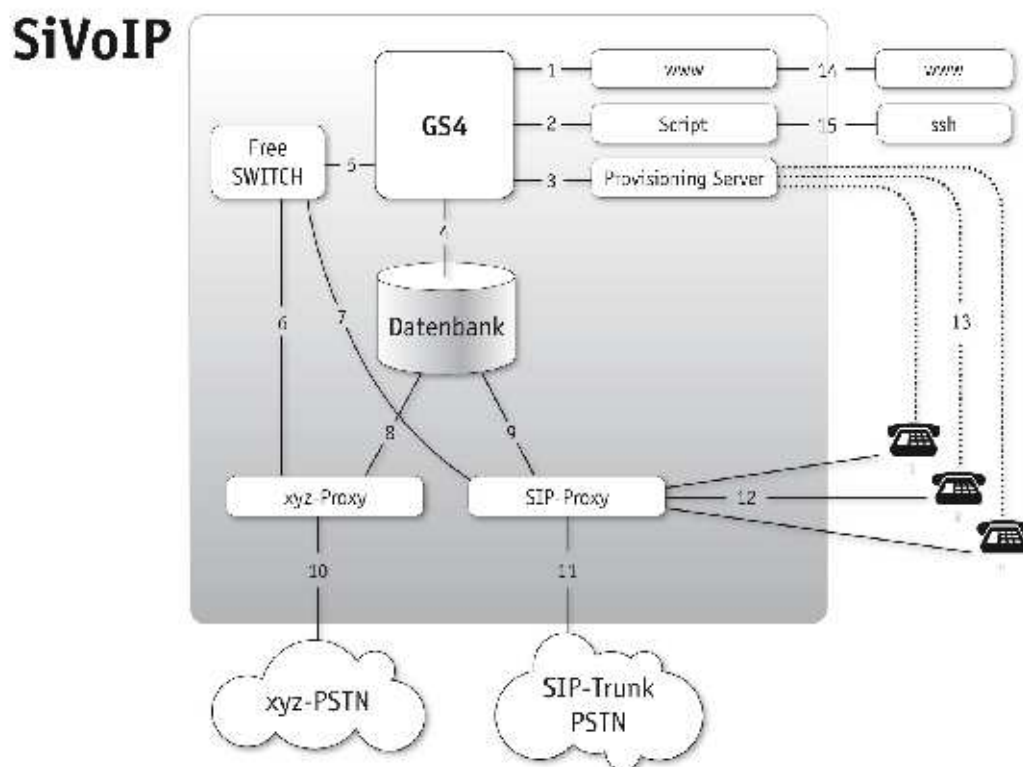 SiVoIP
GS4
1
www
14
www
2
Script
15
ssh
Free
SWITCH
5
3
Provisioning Server
4
Datenbank
6
7
13
8
9
xyz-Proxy
SIP-Proxy
12
10
11
xyz-PSTN
SIP-Trunk
PSTN